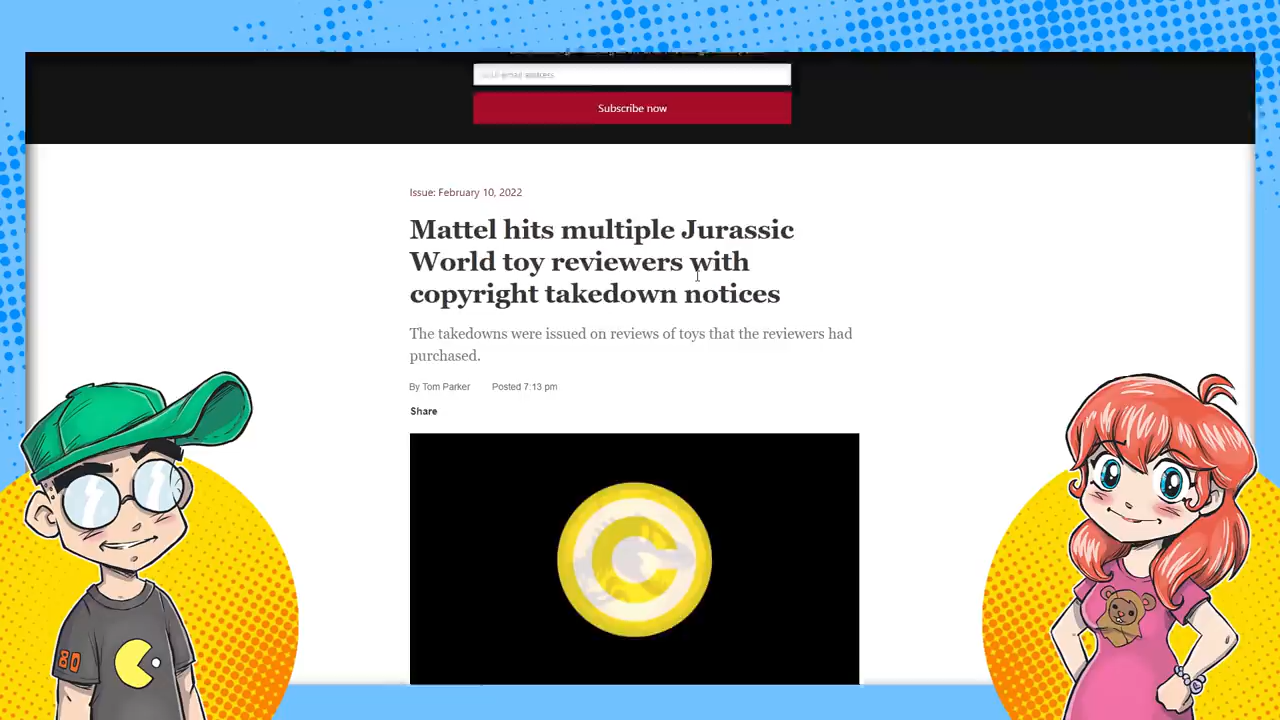 email address
Subscribe now
Issue: February 10, 2022
Mattel hits multiple Jurassic
World toy reviewers with
copyright takedown notices
The takedowns were issued on reviews of toys that the reviewers had
purchased.
By Tom Parker Posted 7:13 pm
Share
80